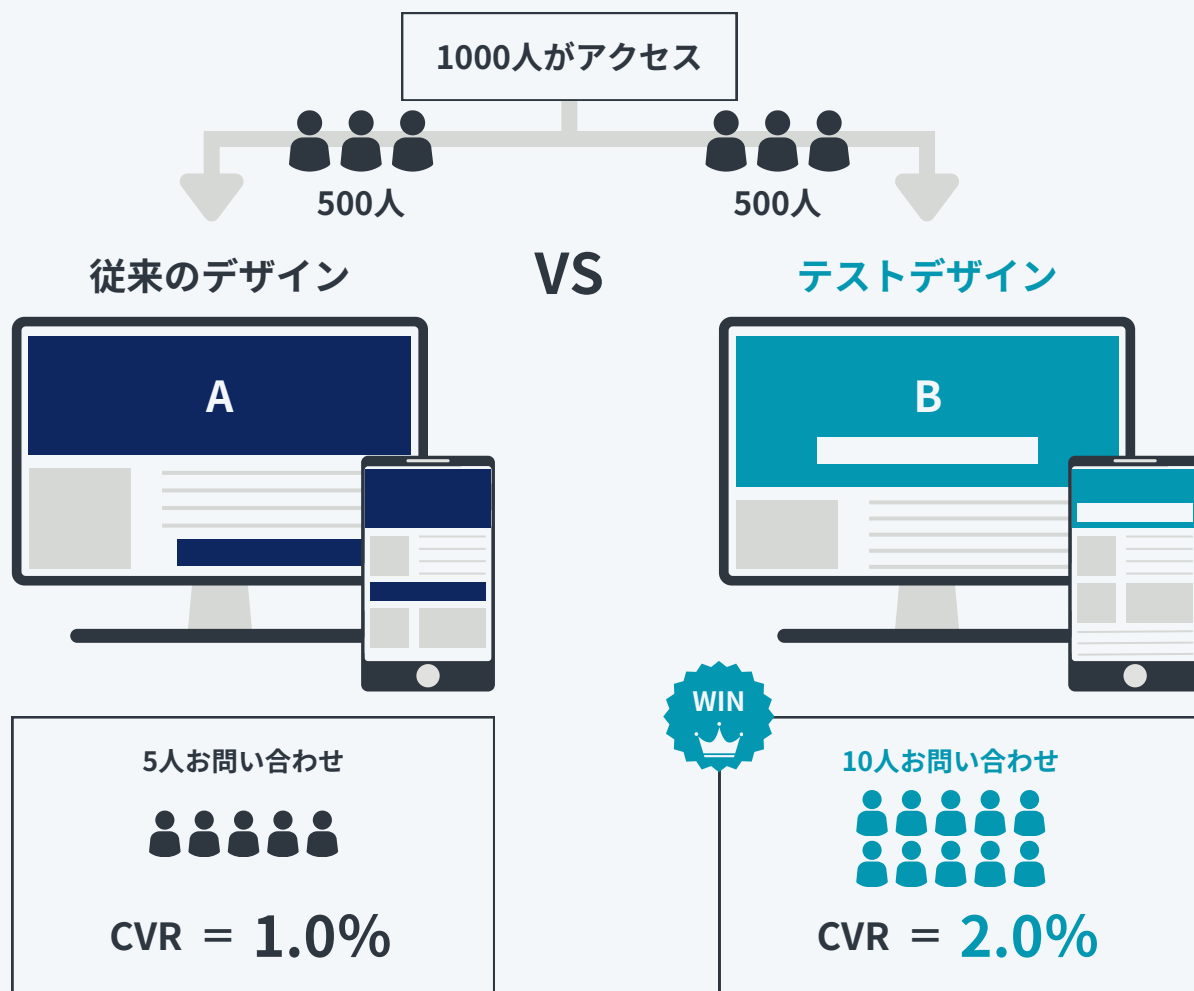 1000人がアクセス
500人
500人
従来のデザイン
VS
テストデザイン
A
B
WIN
5人お問い合わせ
10人お問い合わせ
CVR = 1.0%
CVR = 2.0%